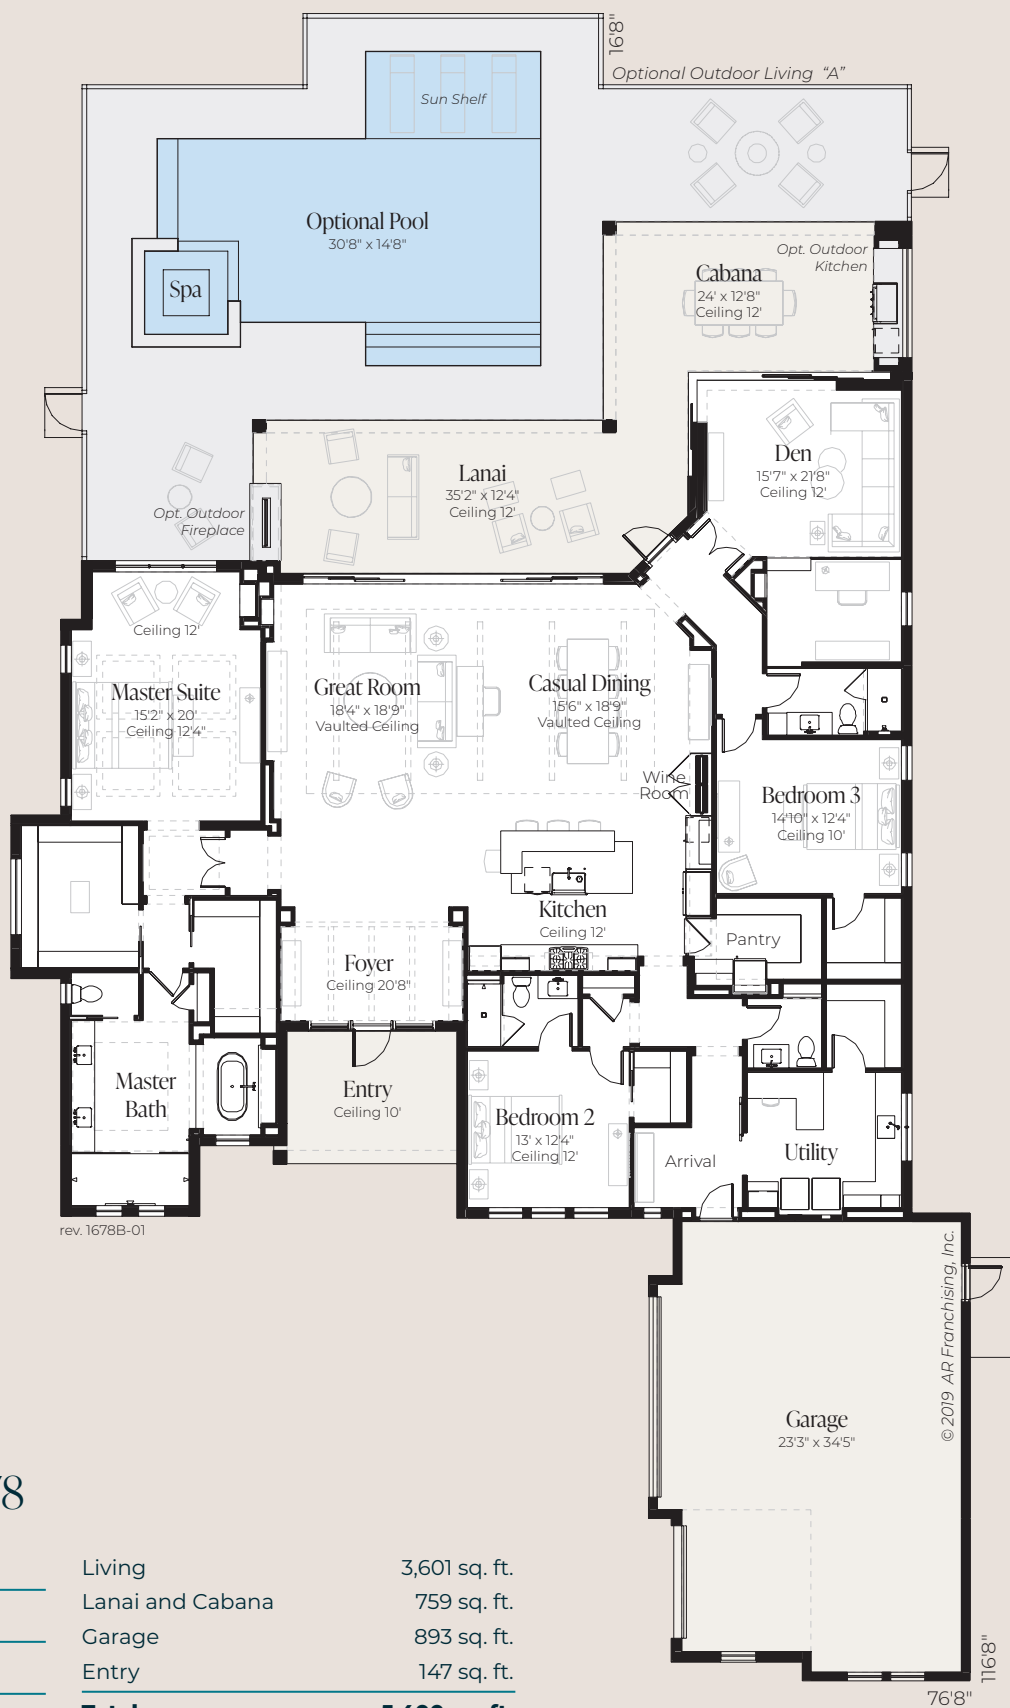 16'8"
Optional Outdoor Living "A"
Sun Shelf
Optional Pool
30'8" x 14'8"
Spa
Opt. Outdoor
Kitchen
Cabana
24' x 12'8"
Ceiling 12'
Den
15'7" x 21'8"
Ceiling 12'
Lanai
35'2" x 12'4"
Ceiling 12'
Opt. Outdoor
Fireplace
Ceiling 12'
Master Suite
15'2" x 20'
Ceiling 12'4"
Great Room
18'4" x 18'9"
Vaulted Ceiling
Casual Dining
15'6" x 18'9"
Vaulted Ceiling
Wine
Room
Bedroom 3
14'10" x 12'4"
Ceiling 10'
Kitchen
Ceiling 12'
Pantry
Foyer
Ceiling 20'8"
Master
Bath
Entry
Ceiling 10'
Bedroom 2
13' x 12'4"
Ceiling 12'
Arrival
Utility
rev. 1678B-01
© 2019 AR Franchising, Inc.
Garage
23'3" x 34'5"
116'8"
76'8"
Living 3,601 sq. ft.
Lanai and Cabana 759 sq. ft.
Garage 893 sq. ft.
Entry 147 sq. ft.